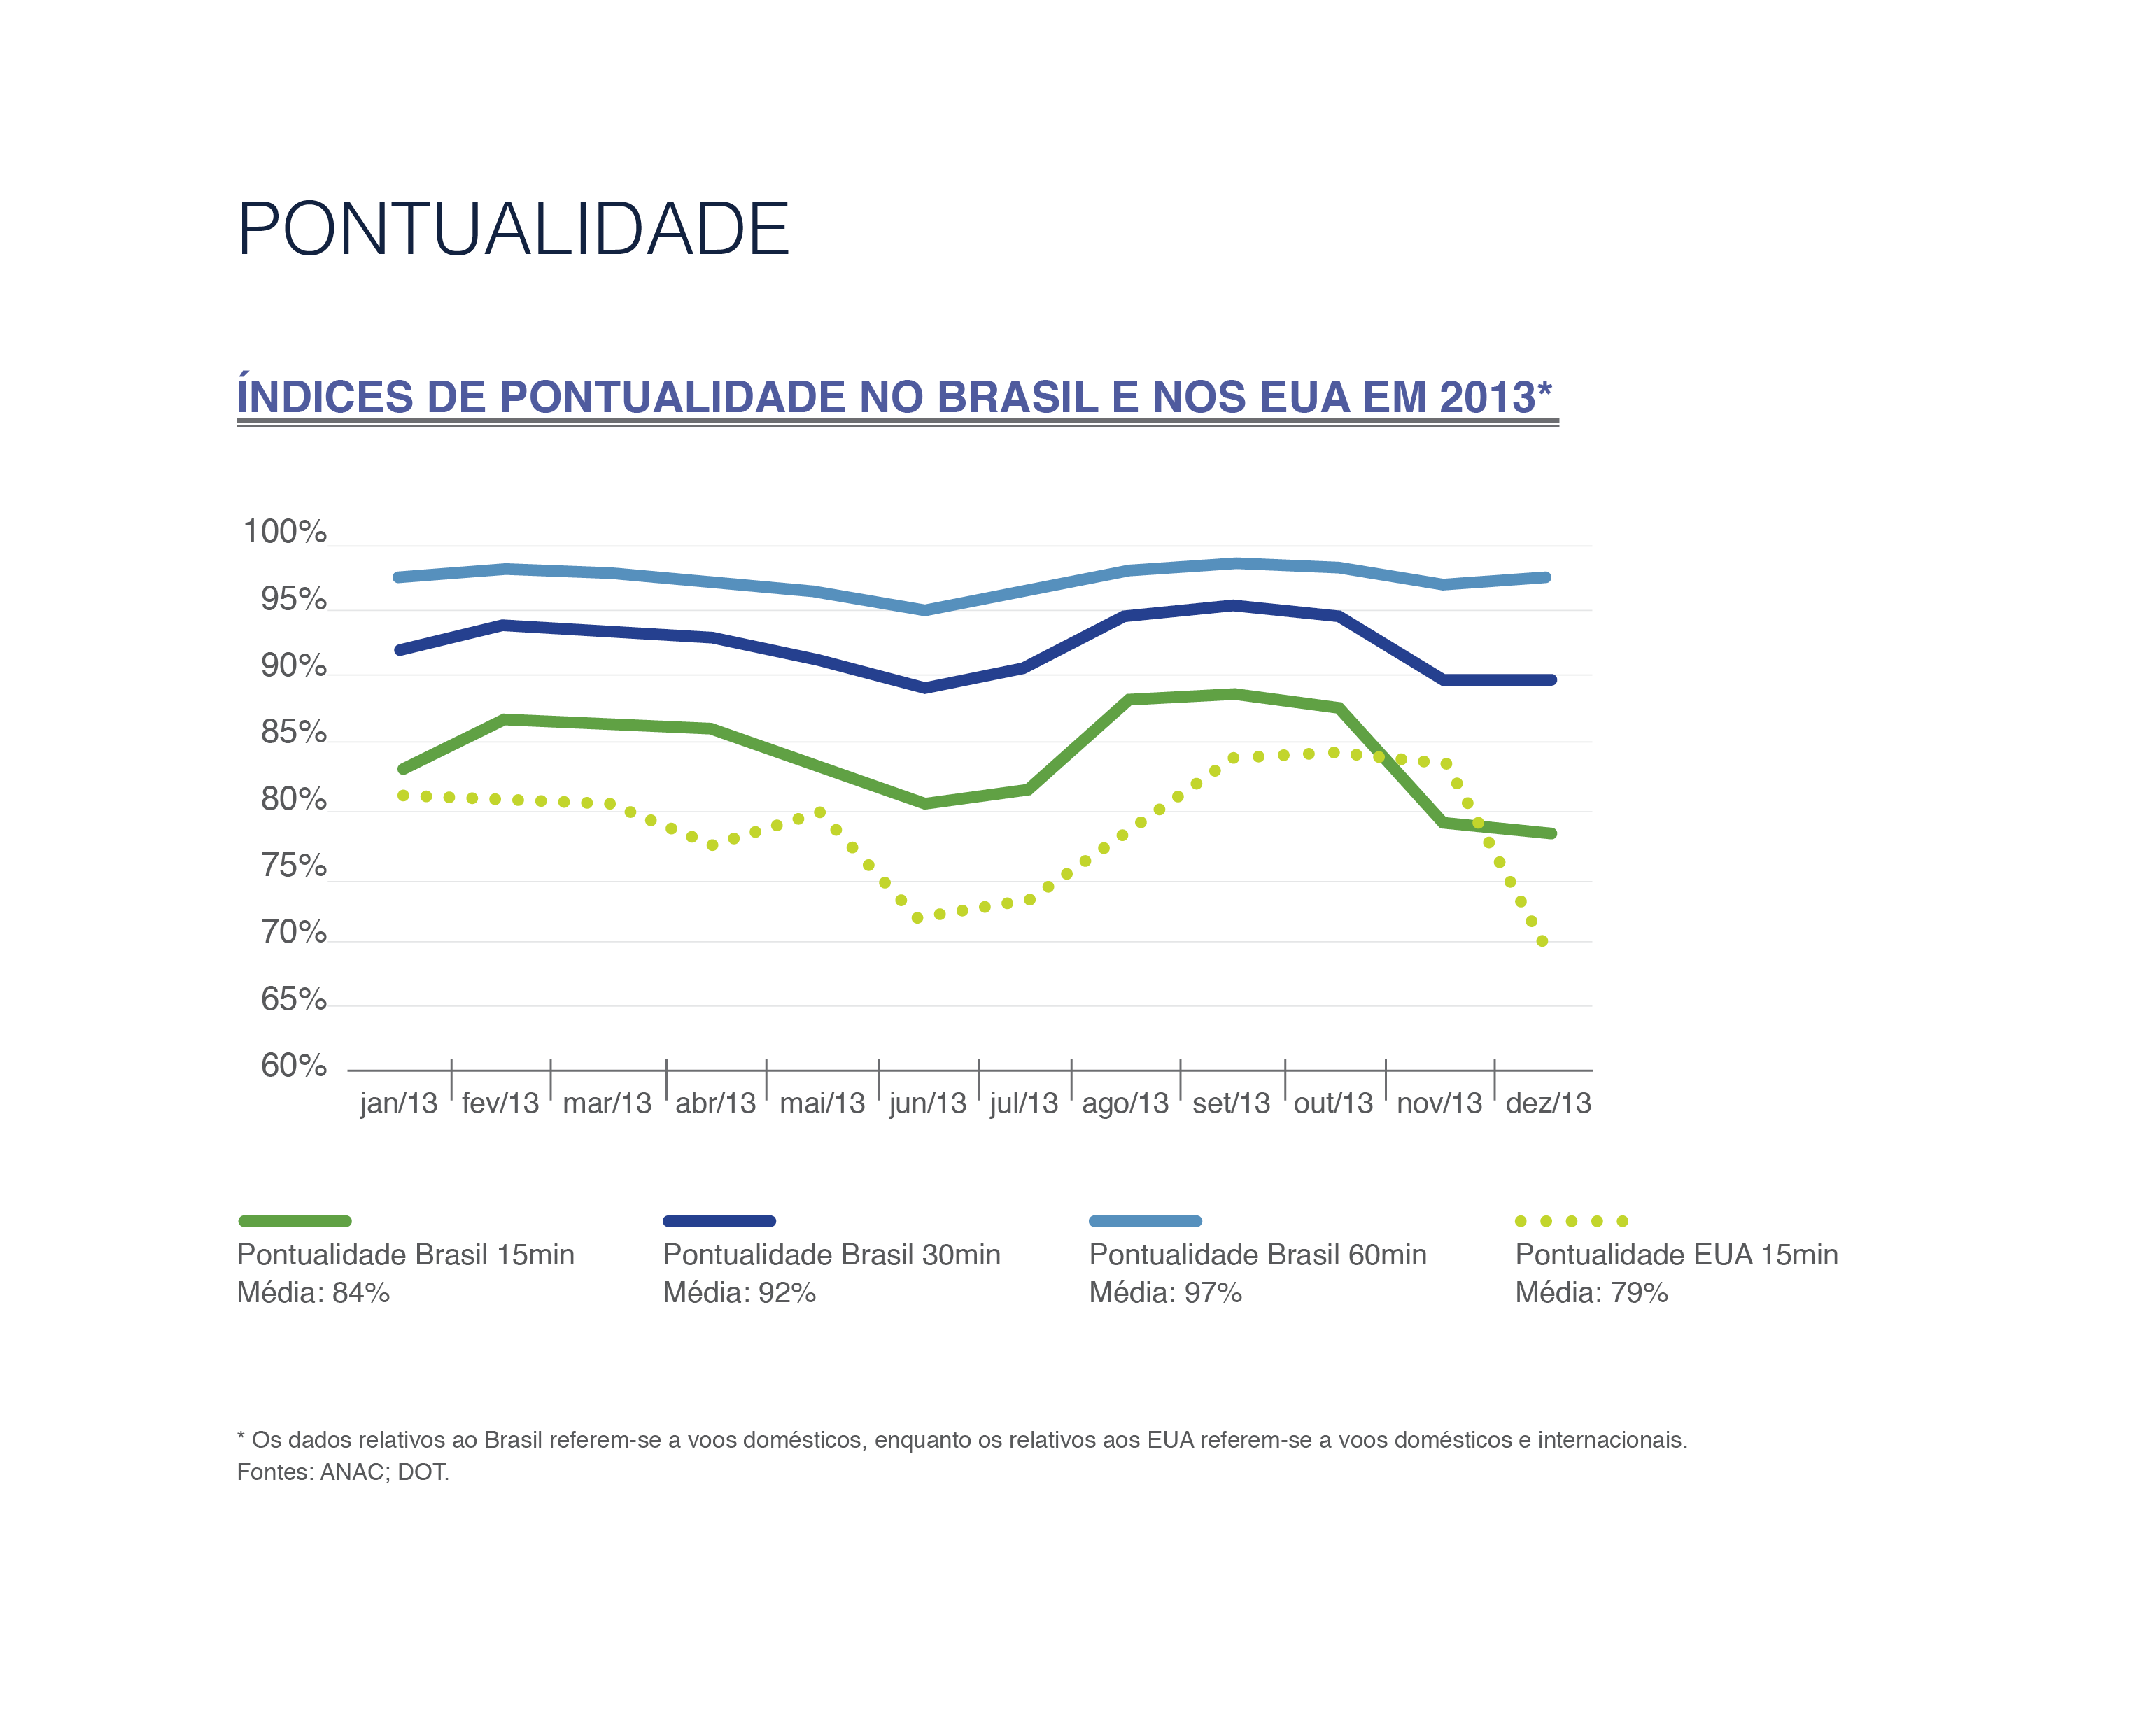 PONTUALIDADE
ÍNDICES DE PONTUALIDADE NO BRASIL E NOS EUA EM 2013*
100%
95%
90%
85%
80%
75%
70%
65%
60%
jan/13 fev/13 mar/13 abr/13 mai/13 jun/13 jul/13 ago/13 set/13 out/13 nov/13 dez/13
Pontualidade Brasil 15min
Média: 84%
Pontualidade Brasil 30min
Média: 92%
Pontualidade Brasil 60min
Média: 97%
Pontualidade EUA 15min
Média: 79%
* Os dados relativos ao Brasil referem-se a voos domésticos, enquanto os relativos aos EUA referem-se a voos domésticos e internacionais.
Fontes: ANAC; DOT.